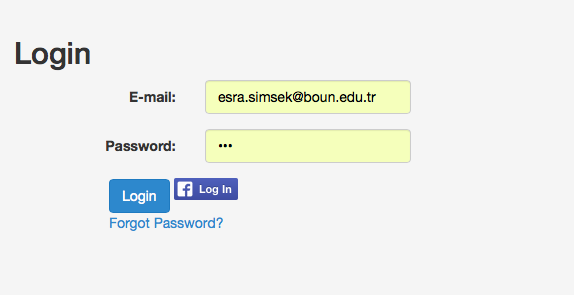 Login
E-mail: esra.simsek@boun.edu.tr
Password: •••
Login Log In
Forgot Password?